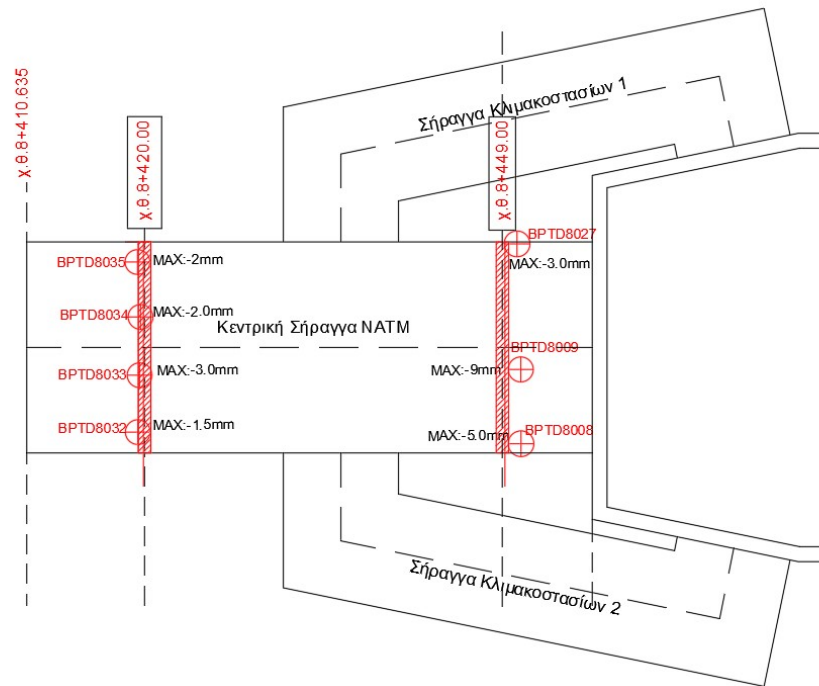 χ.θ.8+410.635
χ.θ.8+420.00
χ.θ.8+449.00
Σήραγγα Κλιμακοστασίων 1
BPTD8027
BPTD8035
MAX:-2mm
MAX:-3.0mm
BPTD8034
MAX:-2.0mm
Κεντρική Σήραγγα NATM
BPTD8009
BPTD8033
MAX:-3.0mm
MAX:-9mm
BPTD8032
MAX:-1.5mm
MAX:-5.0mm
BPTD8008
Σήραγγα Κλιμακοστασίων 2